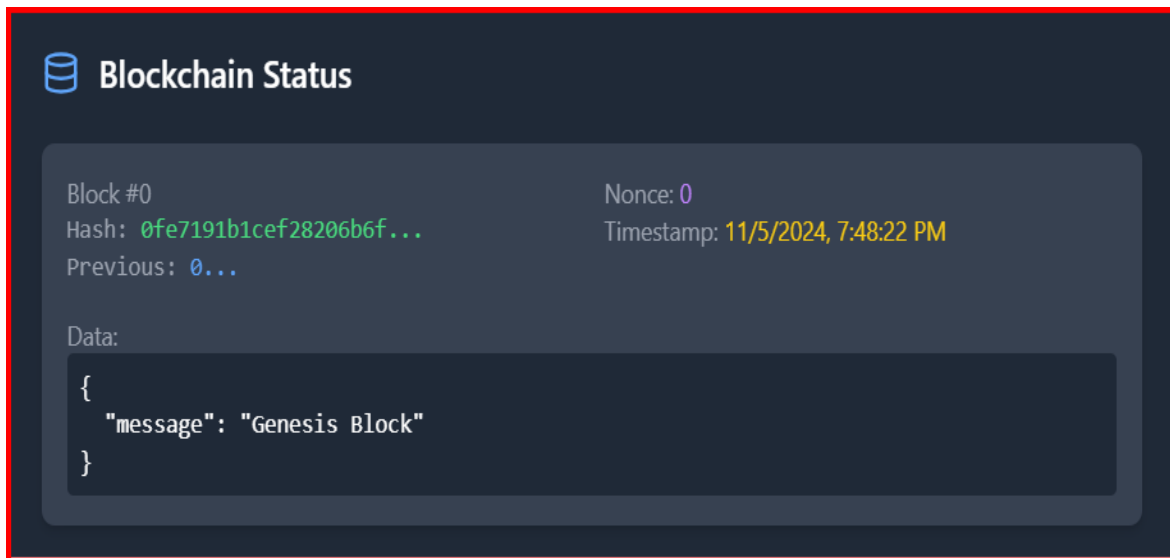 Blockchain Status
Block #0
Hash: 0fe7191b1cef28206b6f...
Previous: 0...
Nonce: 0
Timestamp: 11/5/2024, 7:48:22 PM
Data:
{
"message": "Genesis Block"
}